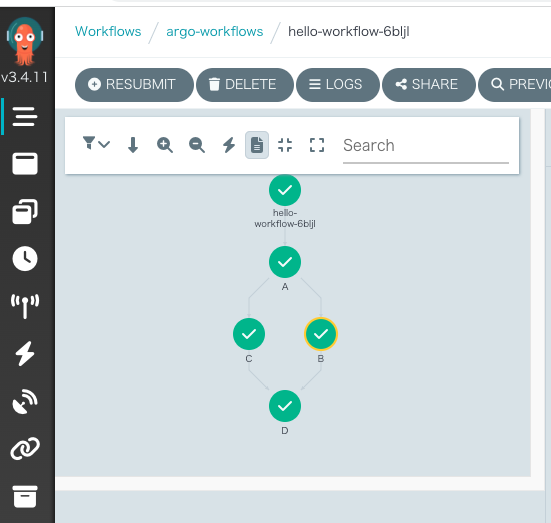 v3.4.11
Workflows / argo-workflows / hello-workflow-6bljl
RESUBMIT DELETE LOGS SHARE PREVI
Search
hello-
workflow-6bljl
A
C B
D